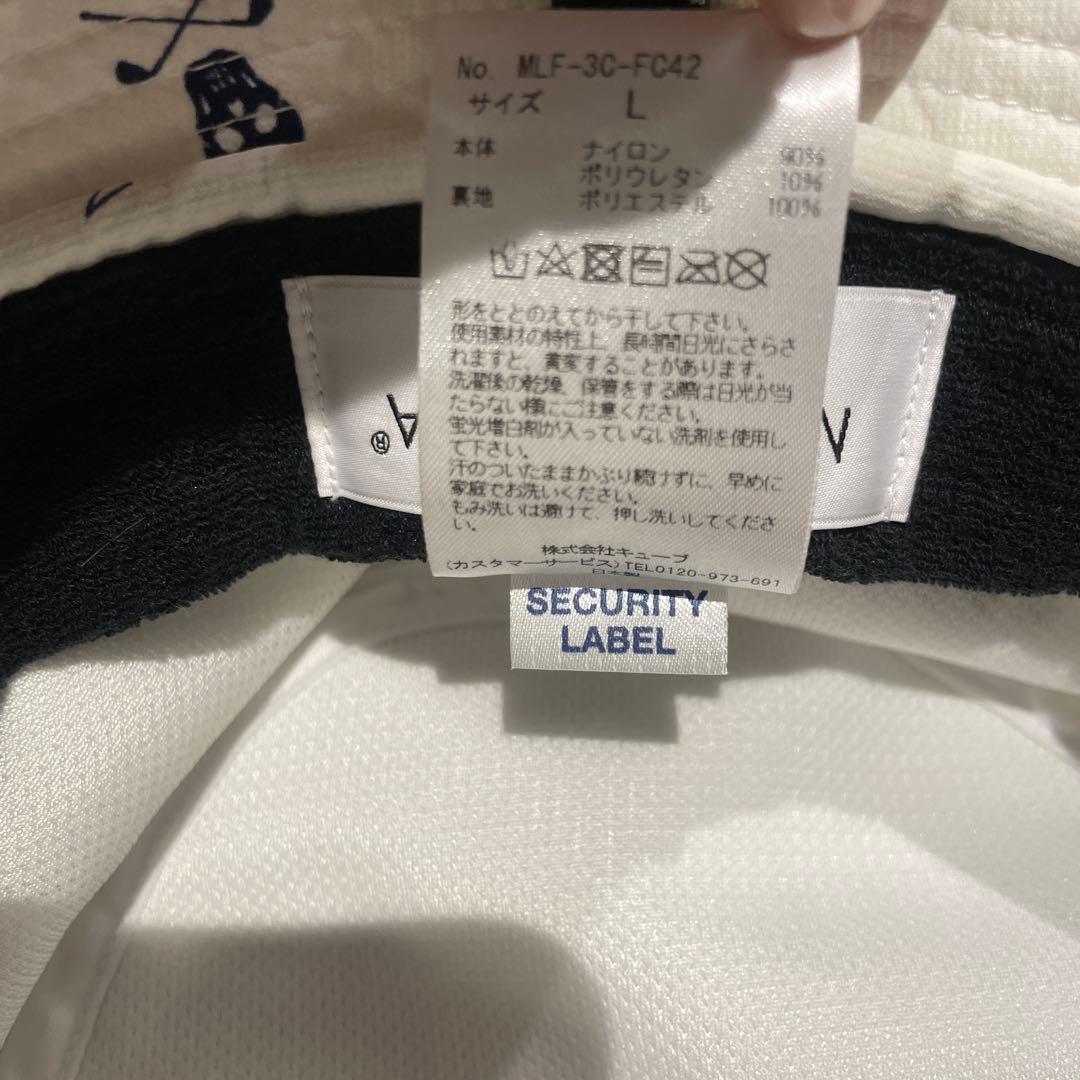 No. MLF-3C-FC42
サイズ L
本体 ナイロン 90%
ポリウレタン 10%
裏地 ポリエステル 100%
形をととのえてから干して下さい。
使用素材の特性上、長時間日光にさらさ
れますと、黄変することがあります。
洗濯後の乾燥、保管をする際は日光が当
たらない様にご注意ください。
蛍光増白剤が入っていない洗剤を使用し
て下さい。
汗のついたままかぶり続けずに、早めに
家庭でお洗いください。
もみ洗いは避けて、押し洗いしてくださ
い。
株式会社キューブ
(カスタマーサービス)TEL0120-973-691
日本製
SECURITY
LABEL